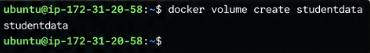 ubuntu@ip-172-31-20-58:~$ docker volume create studentdata
studentdata
ubuntu@ip-172-31-20-58:~$